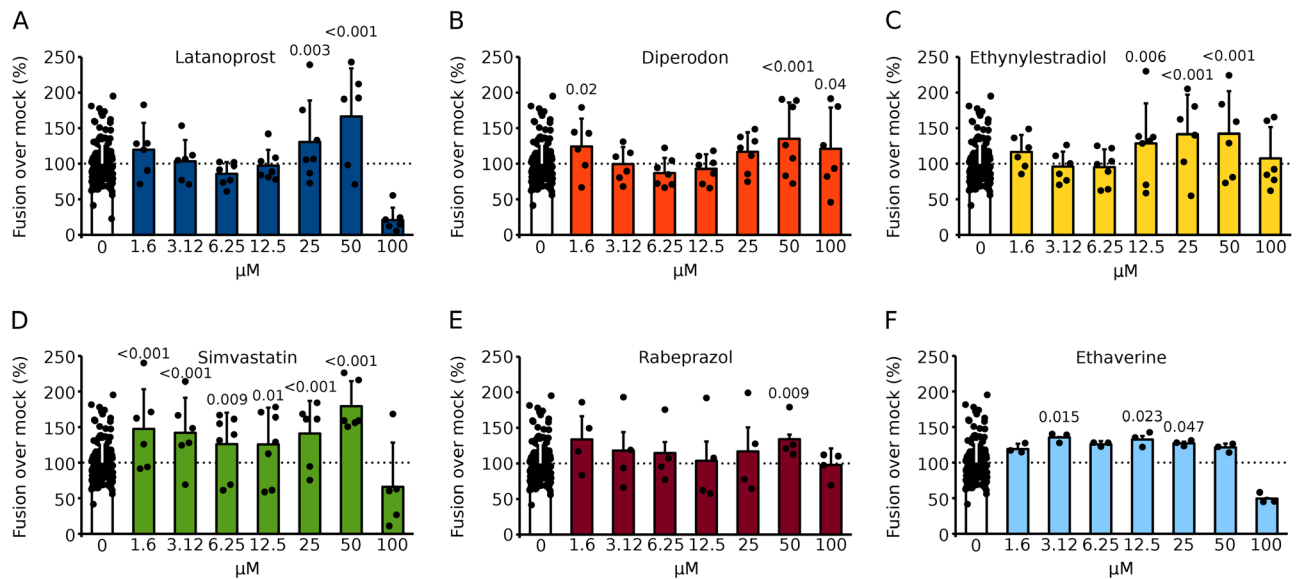 A
Latanoprost
Fusion over mock (%)
250
200
150
100
50
0
0.003
<0.001
0 1.6 3.12 6.25 12.5 25 50 100
µM
B
Diperodon
Fusion over mock (%)
250
200
150
100
50
0
0.02
<0.001
0.04
0 1.6 3.12 6.25 12.5 25 50 100
µM
C
Ethynylestradiol
Fusion over mock (%)
250
200
150
100
50
0
0.006
<0.001
<0.001
0 1.6 3.12 6.25 12.5 25 50 100
µM
D
Simvastatin
Fusion over mock (%)
250
200
150
100
50
0
<0.001
<0.001
0.009
0.01
<0.001
<0.001
0 1.6 3.12 6.25 12.5 25 50 100
µM
E
Rabeprazol
Fusion over mock (%)
250
200
150
100
50
0
0.009
0 1.6 3.12 6.25 12.5 25 50 100
µM
F
Ethaverine
Fusion over mock (%)
250
200
150
100
50
0
0.015
0.023
0.047
0 1.6 3.12 6.25 12.5 25 50 100
µM